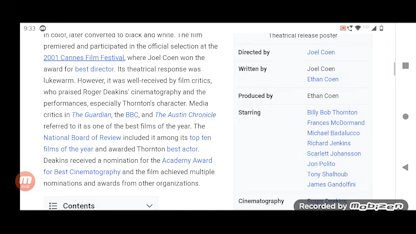 9:33
in color, later converted to black and white. The film
premiered and participated in the official selection at the
2001 Cannes Film Festival, where Joel Coen won the
award for best director. Its theatrical response was
lukewarm. However, it was well-received by film critics,
who praised Roger Deakins' cinematography and the
performances, especially Thornton's character. Media
critics in The Guardian, the BBC, and The Austin Chronicle
referred to it as one of the best films of the year. The
National Board of Review included it among its top ten
films of the year and awarded Thornton best actor.
Deakins received a nomination for the Academy Award
for Best Cinematography and the film achieved multiple
nominations and awards from other organizations.
Contents
Theatrical release poster
Directed by Joel Coen
Written by Joel Coen
Ethan Coen
Produced by Ethan Coen
Starring Billy Bob Thornton
Frances McDormand
Michael Badalucco
Richard Jenkins
Scarlett Johansson
Jon Polito
Tony Shalhoub
James Gandolfini
Cinematography
Recorded by mobizen